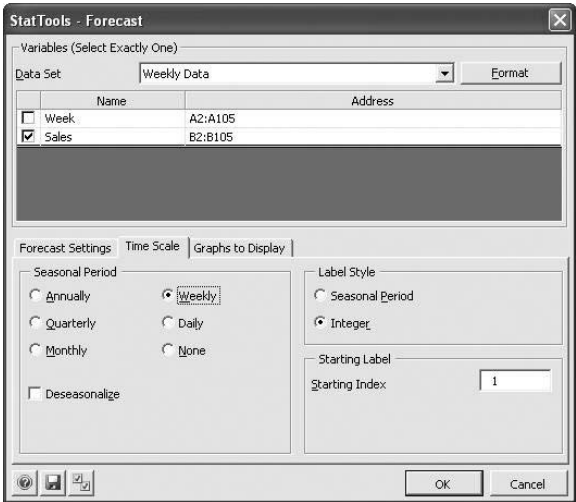 StatTools - Forecast
Variables (Select Exactly One)
Data Set Weekly Data Format
Name Address
Week A2:A105
Sales B2:B105
Forecast Settings Time Scale Graphs to Display
Seasonal Period
Annually Weekly
Quarterly Daily
Monthly None
Deseasonalize
Label Style
Seasonal Period
Integer
Starting Label
Starting Index 1
OK Cancel